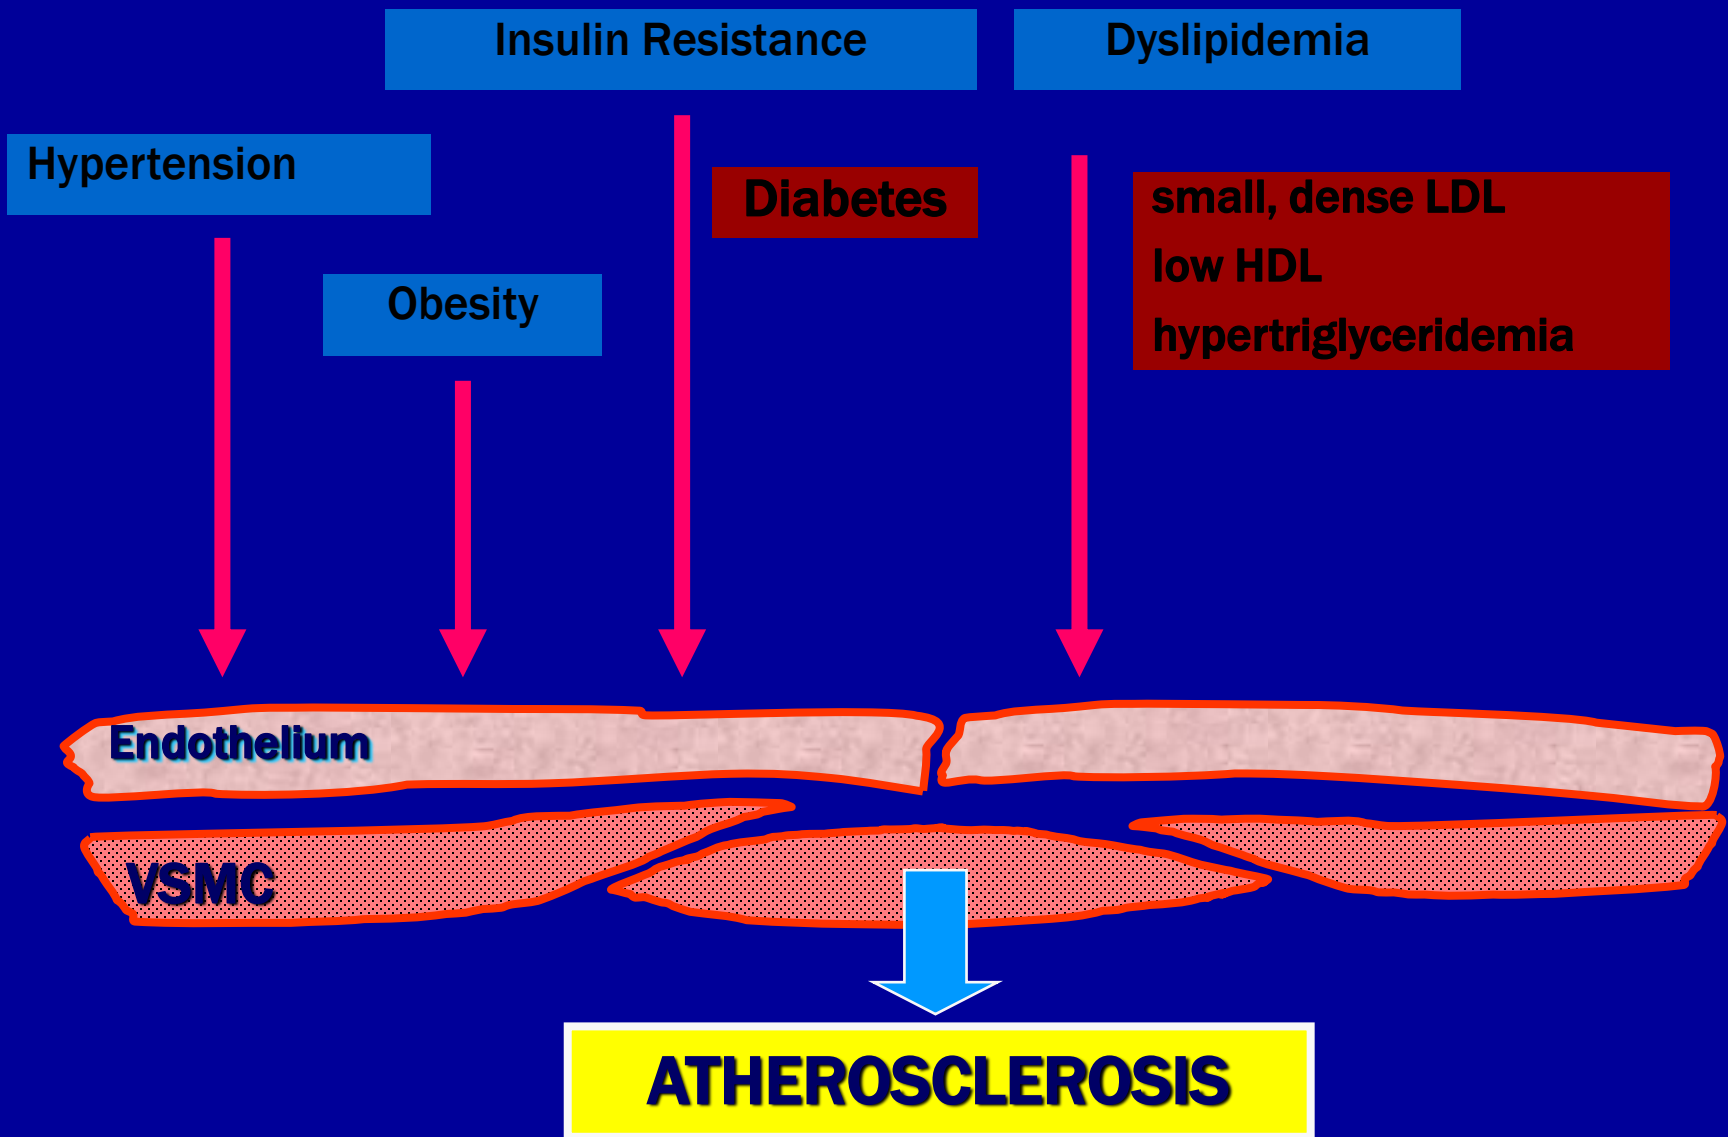 Insulin Resistance
Dyslipidemia
Hypertension
Diabetes
small, dense LDL
low HDL
hypertriglyceridemia
Obesity
Endothelium
VSMC
ATHEROSCLEROSIS